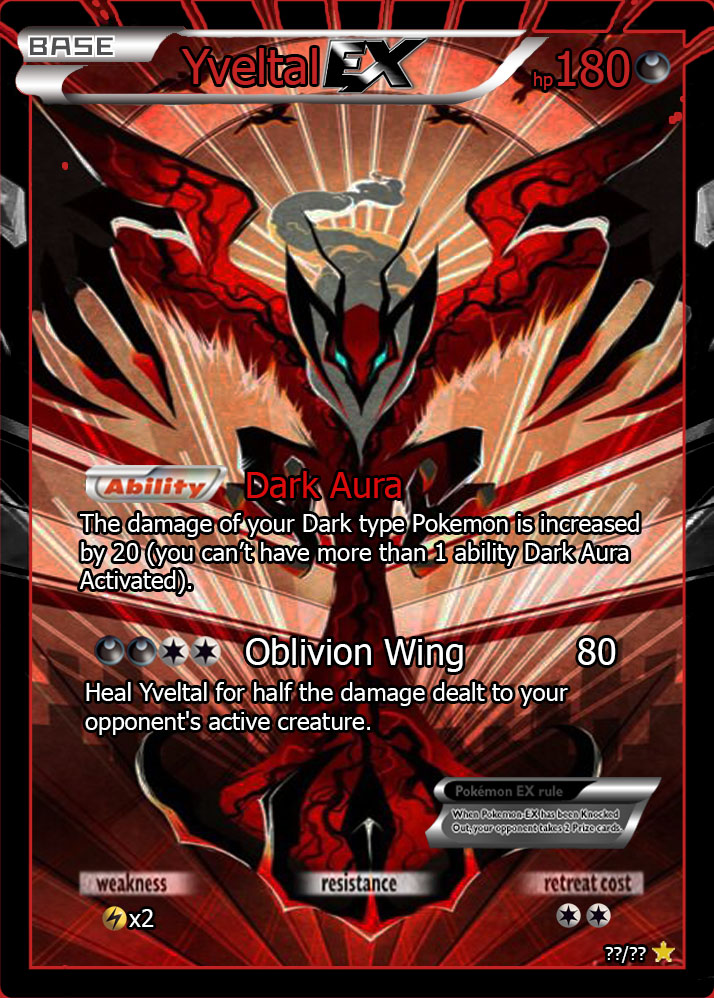 BASE
Yveltal EX hp180
Ability Dark Aura
The damage of your Dark type Pokemon is increased
by 20 (you can't have more than 1 ability Dark Aura
Activated).
Oblivion Wing 80
Heal Yveltal for half the damage dealt to your
opponent's active creature.
Pokémon EX rule
When Pokemon-EX has been Knocked
Out, your opponent takes 2 Prize cards.
weakness resistance retreat cost
x2
??/??